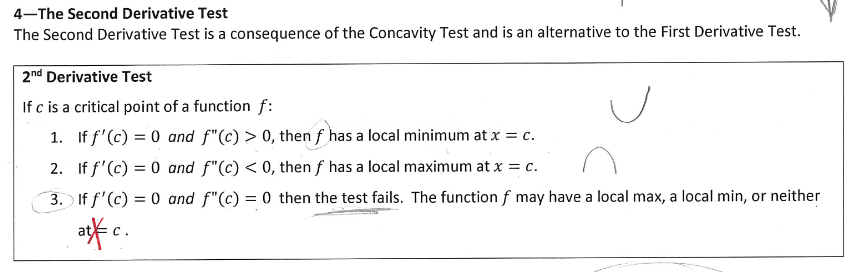 4—The Second Derivative Test
The Second Derivative Test is a consequence of the Concavity Test and is an alternative to the First Derivative Test.
2nd Derivative Test
If c is a critical point of a function f:
1. If f'(c) = 0 and f"(c) > 0, then f has a local minimum at x = c.
2. If f'(c) = 0 and f"(c) < 0, then f has a local maximum at x = c.
3. If f'(c) = 0 and f"(c) = 0 then the test fails. The function f may have a local max, a local min, or neither
at X = c.